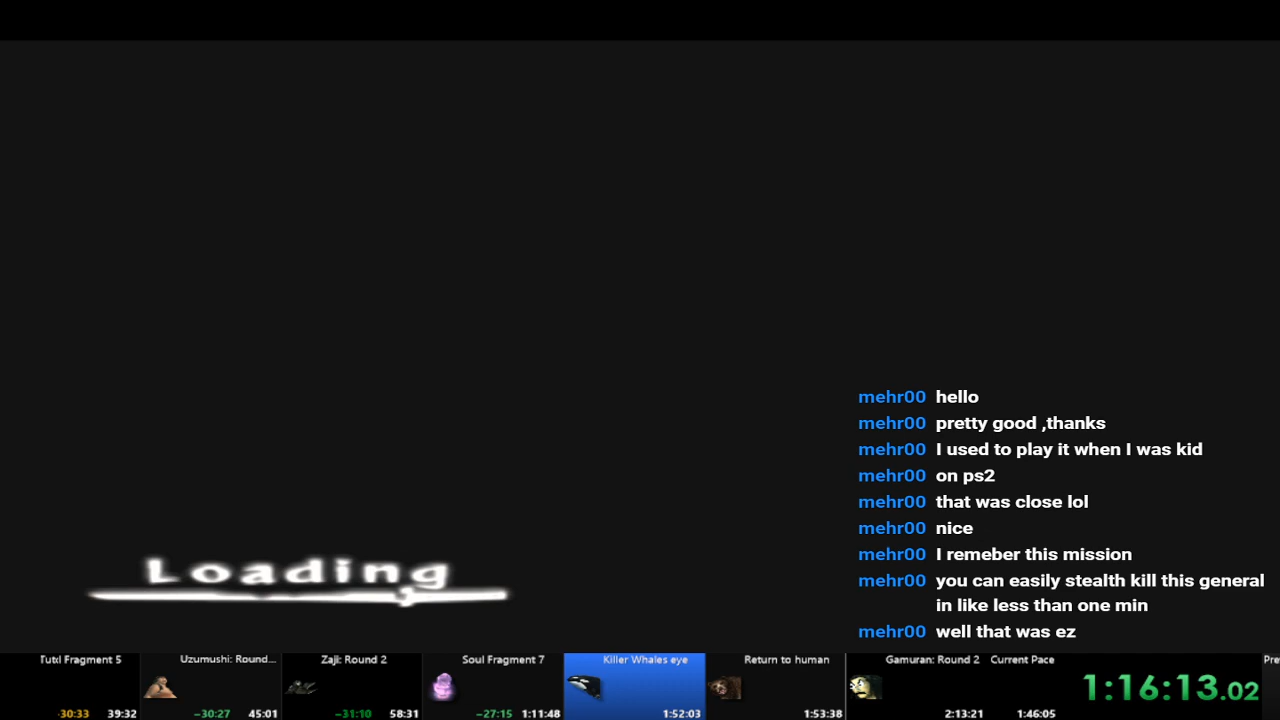 mehr00 hello
mehr00 pretty good ,thanks
mehr00 I used to play it when I was kid
mehr00 on ps2
mehr00 that was close lol
mehr00 nice
mehr00 I remeber this mission
mehr00 you can easily stealth kill this general
in like less than one min
mehr00 well that was ez
Loading
Fragment 5 Uzumushi: Round... Zaji: Round 2 Soul Fragment 7 Killer Whales eye Return to human Gamuran: Round 2 Current Pace
1:16:13.02
-30:33 39:32 -30:27 45:01 -31:10 58:31 -27:15 1:11:48 1:52:03 1:53:38 2:13:21 1:46:05